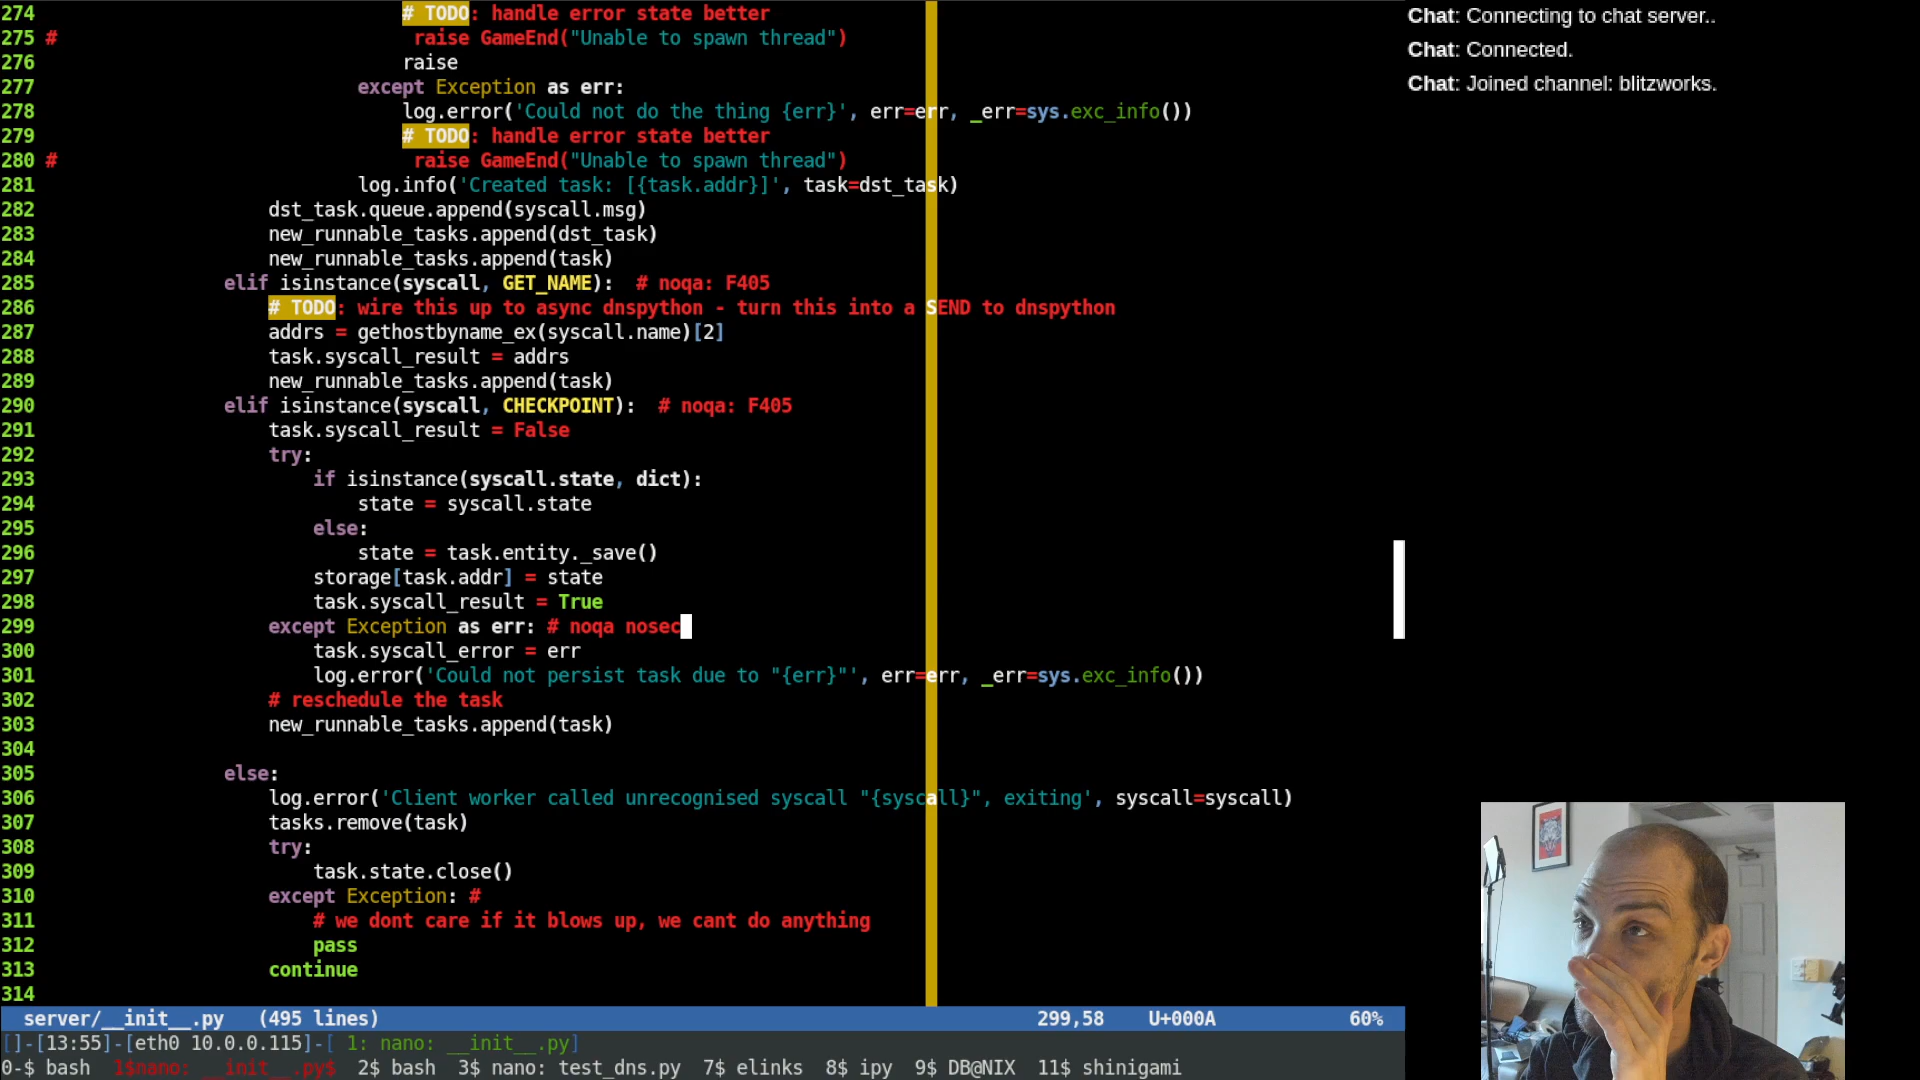 274 # TODO: handle error state better
275 # raise GameEnd("Unable to spawn thread")
276 raise
277 except Exception as err:
278 log.error('Could not do the thing {err}', err=err, _err=sys.exc_info())
279 # TODO: handle error state better
280 # raise GameEnd("Unable to spawn thread")
281 log.info('Created task: [{task.addr}]', task=dst_task)
282 dst_task.queue.append(syscall.msg)
283 new_runnable_tasks.append(dst_task)
284 new_runnable_tasks.append(task)
285 elif isinstance(syscall, GET_NAME):  # noqa: F405
286 # TODO: wire this up to async dnspython - turn this into a SEND to dnspython
287 addrs = gethostbyname_ex(syscall.name)[2]
288 task.syscall_result = addrs
289 new_runnable_tasks.append(task)
290 elif isinstance(syscall, CHECKPOINT):  # noqa: F405
291 task.syscall_result = False
292 try:
293 if isinstance(syscall.state, dict):
294 state = syscall.state
295 else:
296 state = task.entity._save()
297 storage[task.addr] = state
298 task.syscall_result = True
299 except Exception as err: # noqa nosec
300 task.syscall_error = err
301 log.error('Could not persist task due to "{err}"', err=err, _err=sys.exc_info())
302 # reschedule the task
303 new_runnable_tasks.append(task)
304
305 else:
306 log.error('Client worker called unrecognised syscall "{syscall}", exiting', syscall=syscall)
307 tasks.remove(task)
308 try:
309 task.state.close()
310 except Exception: #
311 # we dont care if it blows up, we cant do anything
312 pass
313 continue
314
server/__init__.py (495 lines) 299,58 U+000A 60%
[]-[13:55]-[eth0 10.0.0.115]-[ 1: nano: __init__.py]
0-$ bash 1$nano: __init__.py$ 2$ bash 3$ nano: test_dns.py 7$ elinks 8$ ipy 9$ DB@NIX 11$ shinigami
Chat: Connecting to chat server..
Chat: Connected.
Chat: Joined channel: blitzworks.